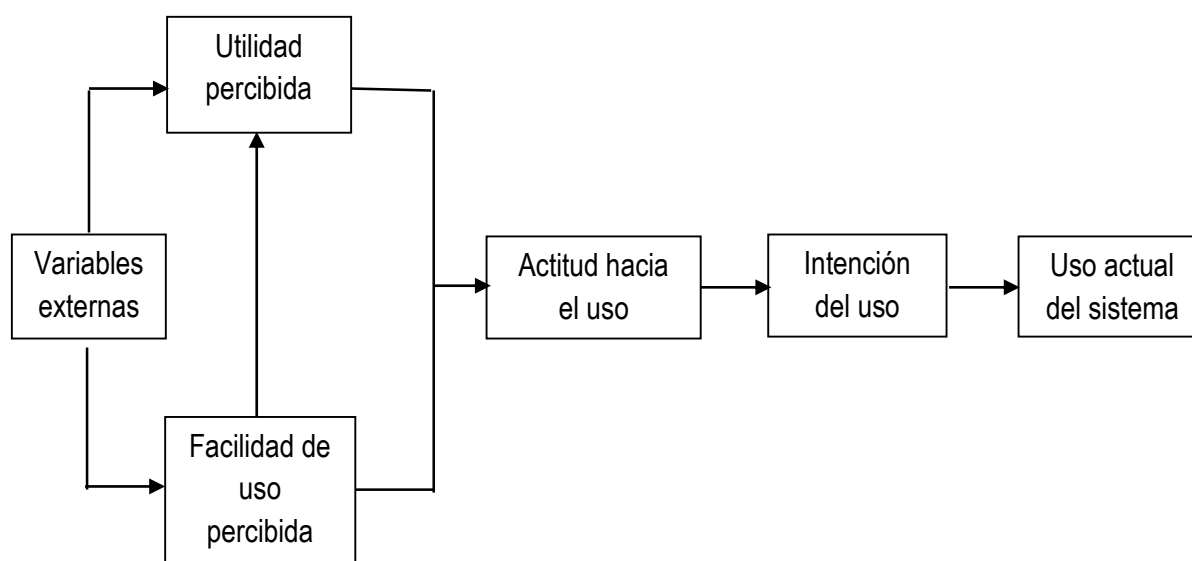 Utilidad
percibida
Variables
externas
Actitud hacia
el uso
Intención
del uso
Uso actual
del sistema
Facilidad de
uso
percibida